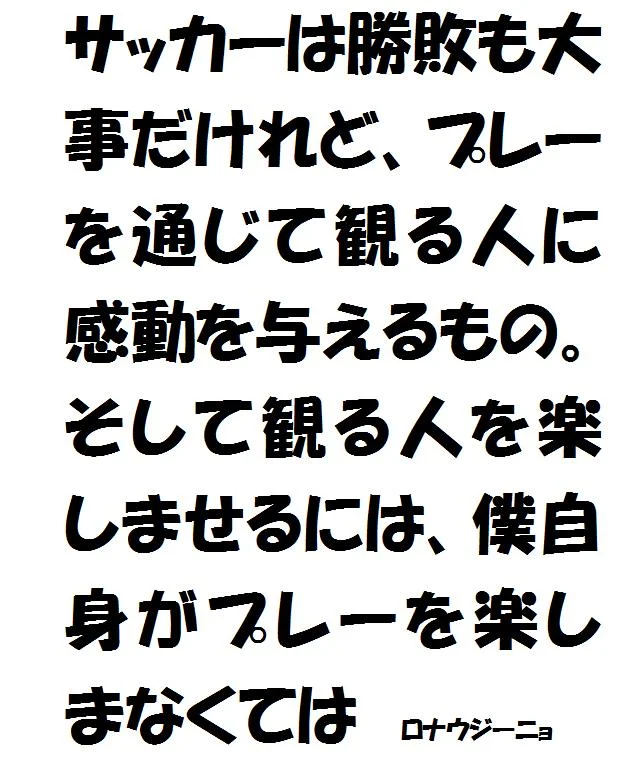 サッカーは勝敗も大
事だけれど、プレー
を通じて観る人に
感動を与えるもの。
そして観る人を楽
しませるには、僕自
身がプレーを楽し
まなくては
ロナウジーニョ